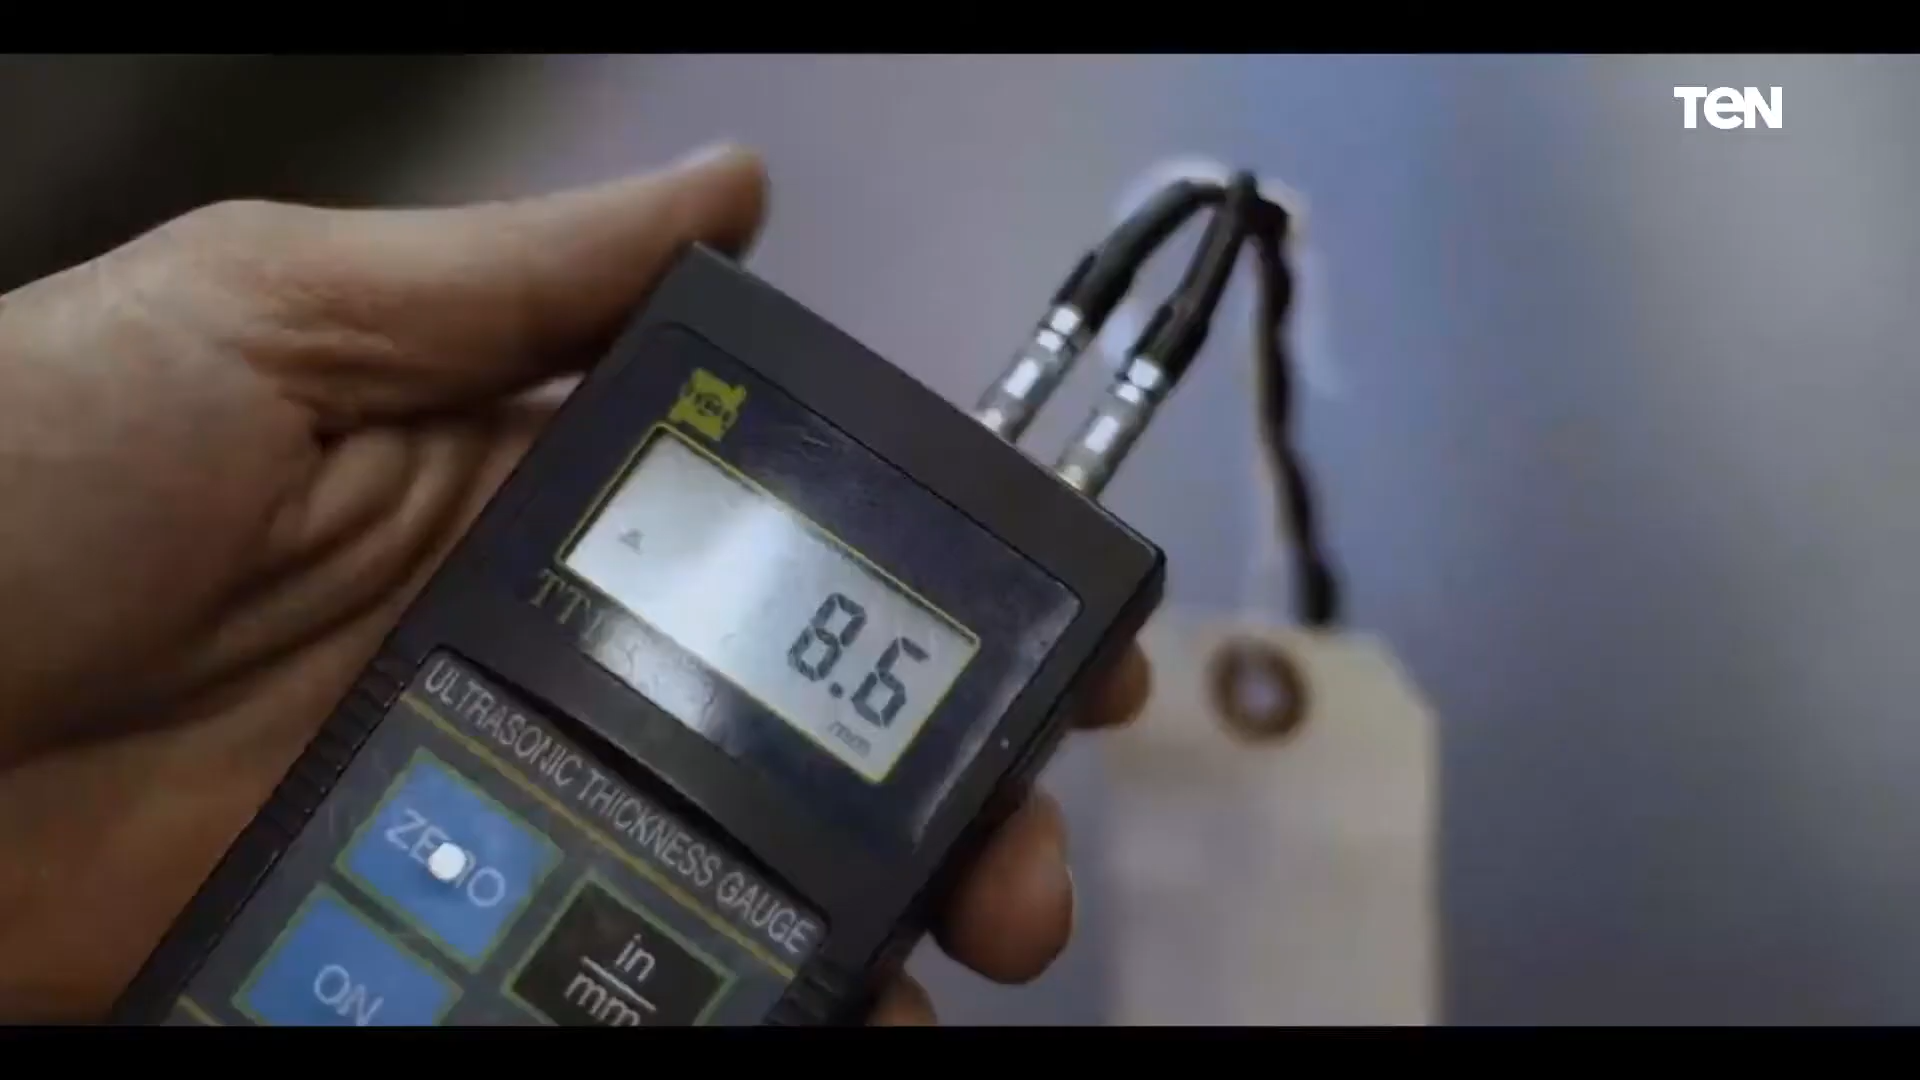 TEN
8.6
mm
ULTRASONIC THICKNESS GAUGE
ZERO
ON
in
mm